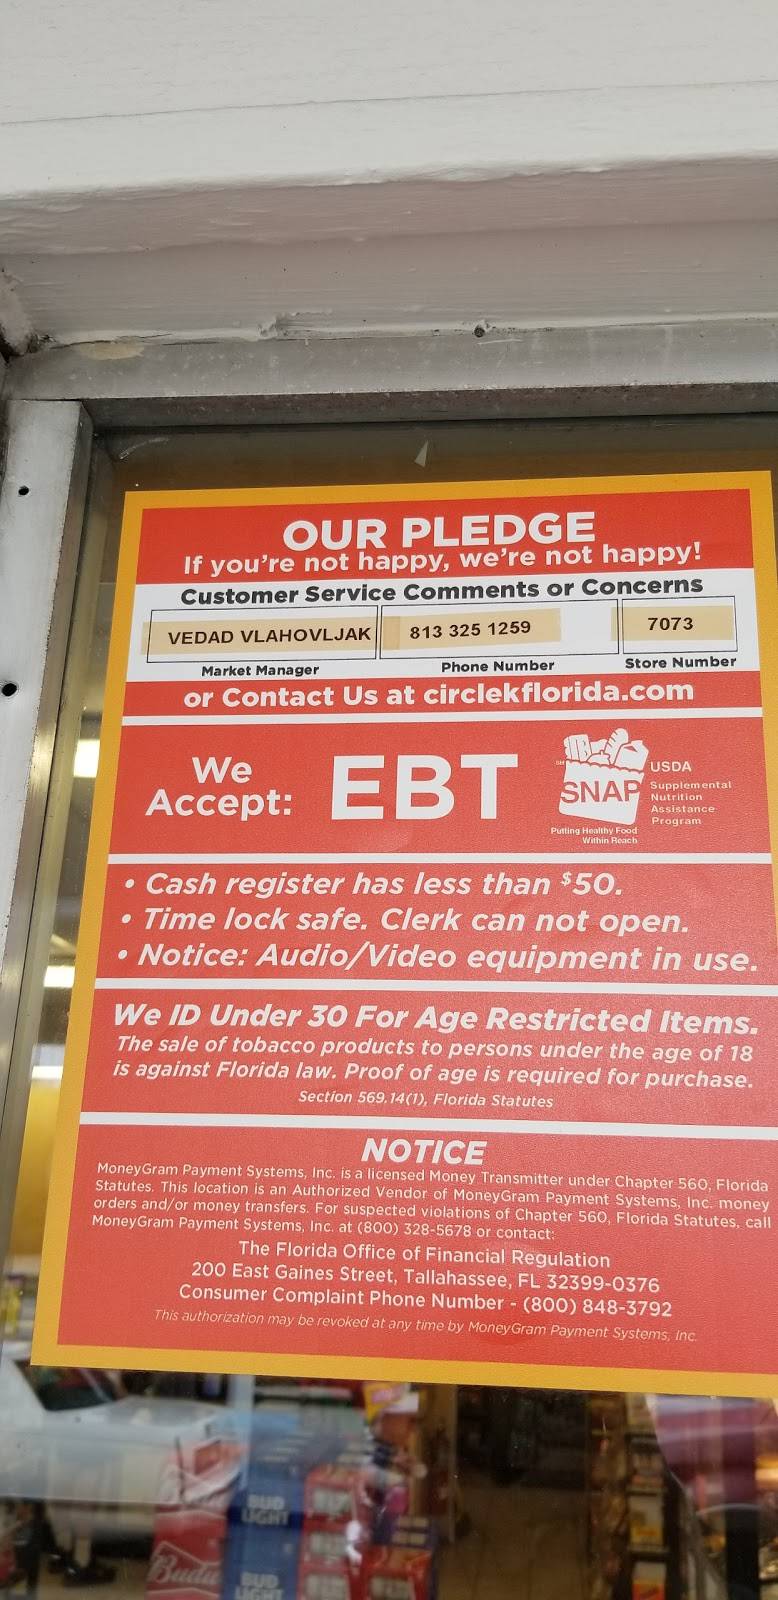 OUR PLEDGE
If you're not happy, we're not happy!
Customer Service Comments or Concerns
VEDAD VLAHOVLJAK 813 325 1259 7073
Market Manager Phone Number Store Number
or Contact Us at circlekflorida.com
We Accept: EBT
SM
SNAP
Putting Healthy Food
Within Reach
USDA
Supplemental
Nutrition
Assistance
Program
• Cash register has less than $50.
• Time lock safe. Clerk can not open.
• Notice: Audio/Video equipment in use.
We ID Under 30 For Age Restricted Items.
The sale of tobacco products to persons under the age of 18
is against Florida law. Proof of age is required for purchase.
Section 569.14(1), Florida Statutes
NOTICE
MoneyGram Payment Systems, Inc. is a licensed Money Transmitter under Chapter 560, Florida
Statutes. This location is an Authorized Vendor of MoneyGram Payment Systems, Inc. money
orders and/or money transfers. For suspected violations of Chapter 560, Florida Statutes, call
MoneyGram Payment Systems, Inc. at (800) 328-5678 or contact:
The Florida Office of Financial Regulation
200 East Gaines Street, Tallahassee, FL 32399-0376
Consumer Complaint Phone Number - (800) 848-3792
This authorization may be revoked at any time by MoneyGram Payment Systems, Inc.
BUD
LIGHT
BUD
LIGHT